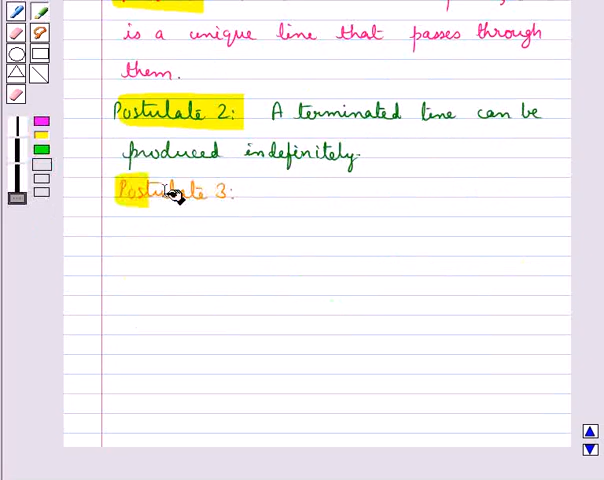 is a unique line that passes through
them.
Postulate 2: A terminated line can be
produced indefinitely.
Postulate 3: